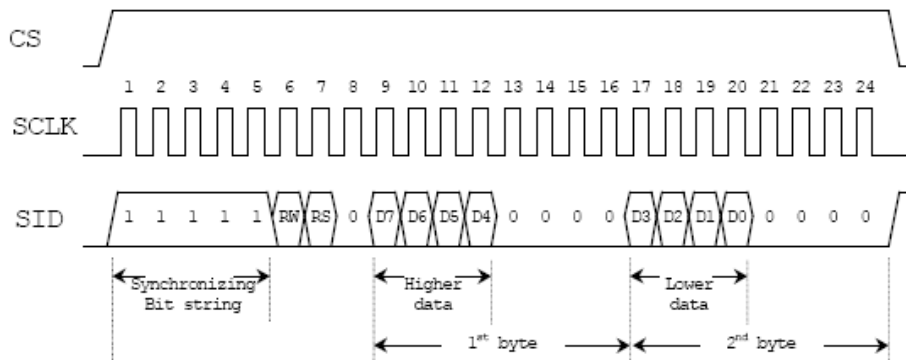 CS
1 2 3 4 5 6 7 8 9 10 11 12 13 14 15 16 17 18 19 20 21 22 23 24
SCLK
SID 1 1 1 1 1 RW RS 0 D7 D6 D5 D4 0 0 0 0 D3 D2 D1 D0 0 0 0 0
Synchronizing Higher Lower
Bit string data data
1st byte 2nd byte